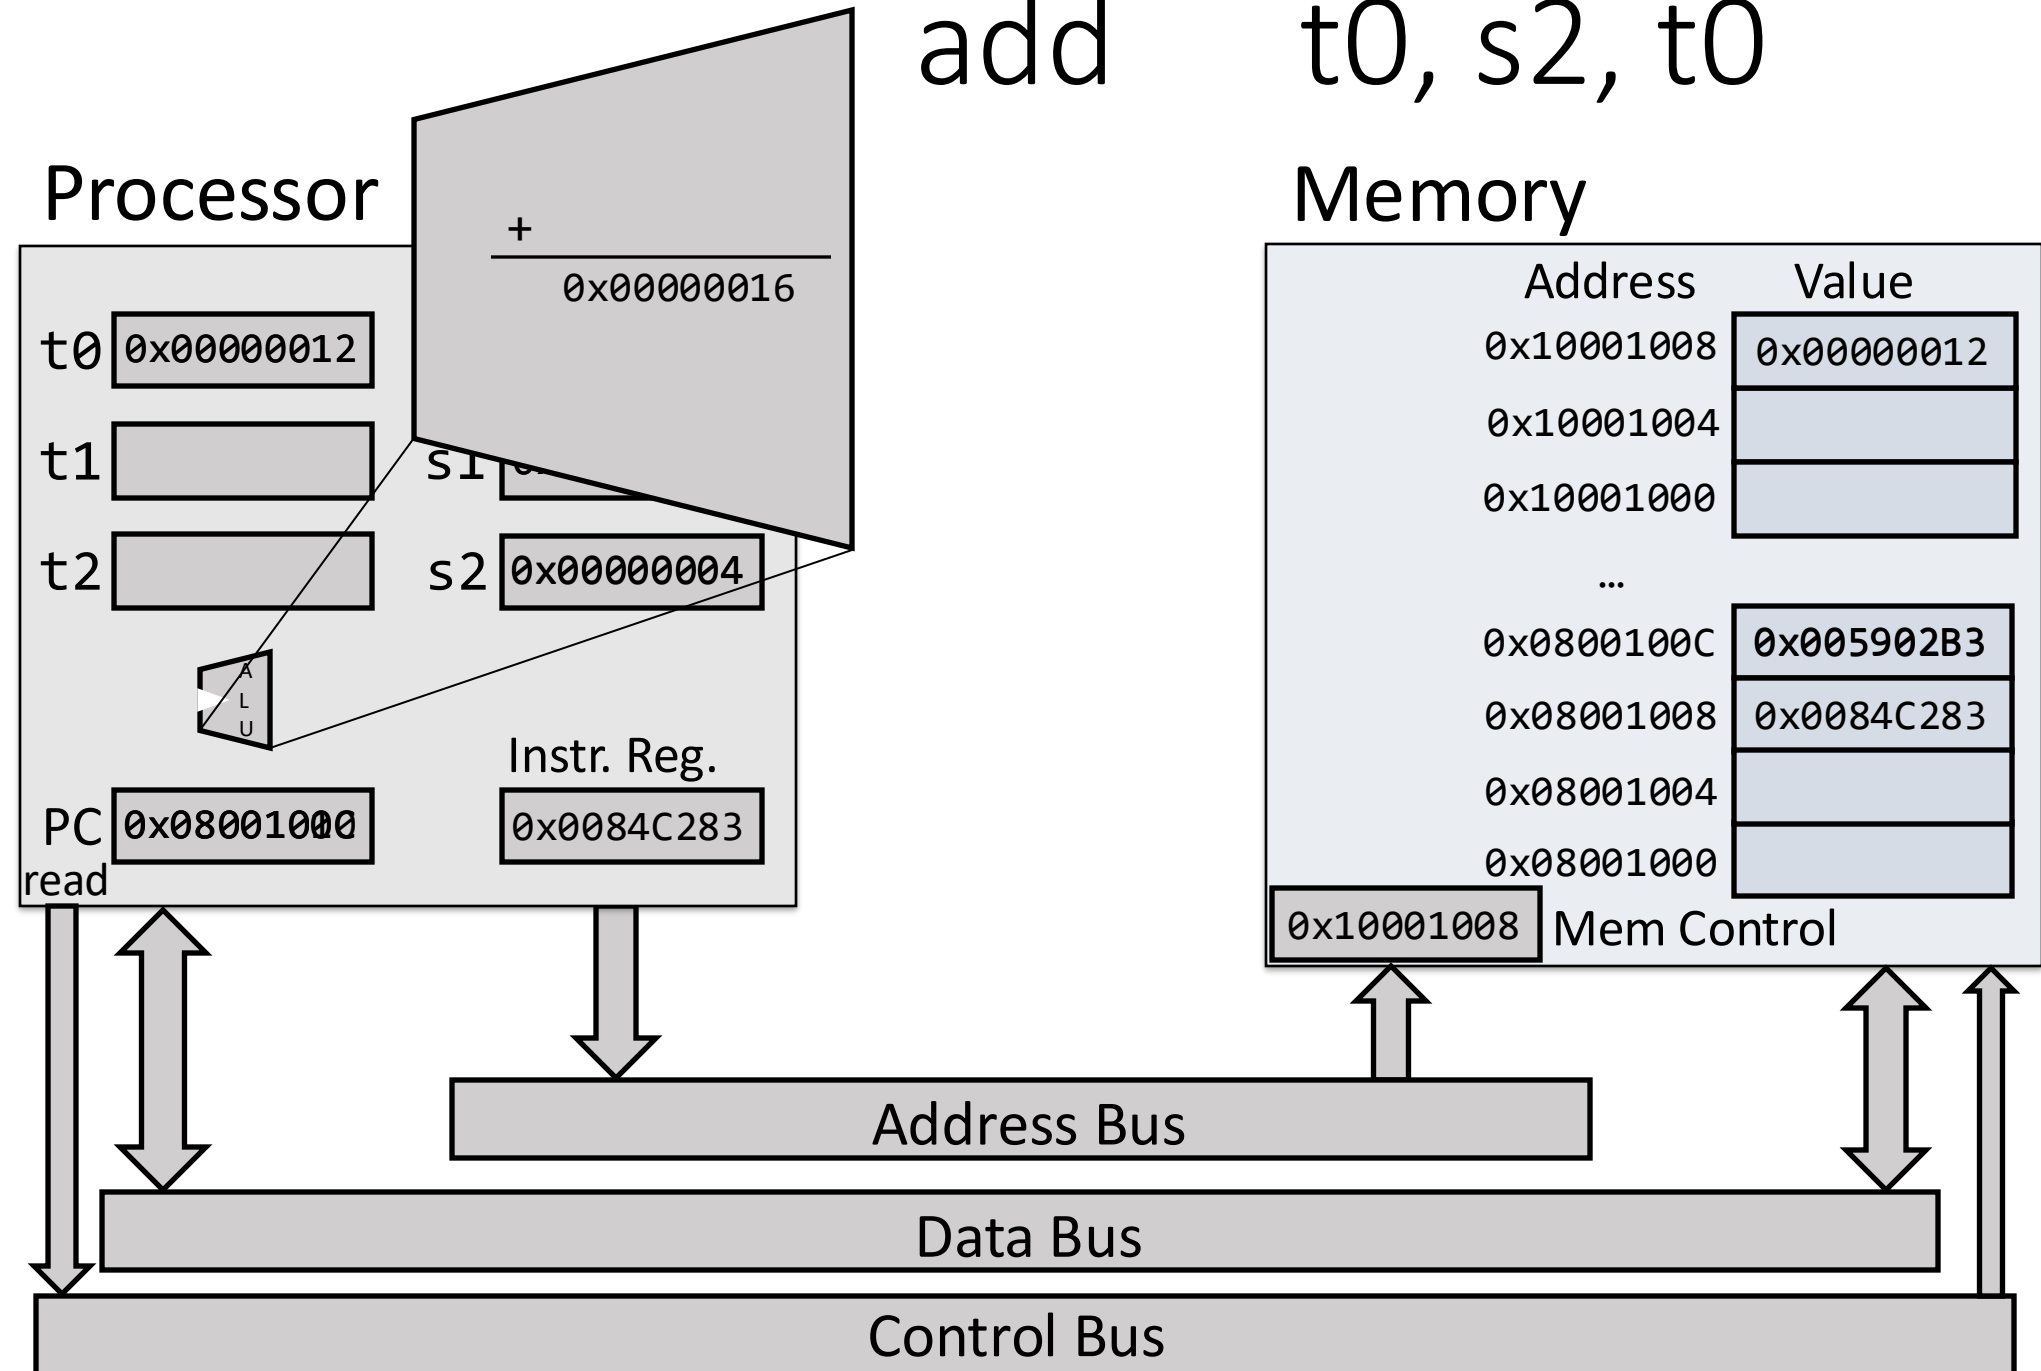 add t0, s2, t0
Processor
Memory
+
0x00000016
Address Value
t0 0x00000012
0x10001008 0x00000012
0x10001004
t1
s1
0x10001000
t2
s2 0x00000004
...
0x0800100C 0x005902B3
A
L
U
0x08001008 0x0084C283
Instr. Reg.
0x08001004
PC
0x0084C283
0x08001000
read
0x10001008 Mem Control
Address Bus
Data Bus
Control Bus